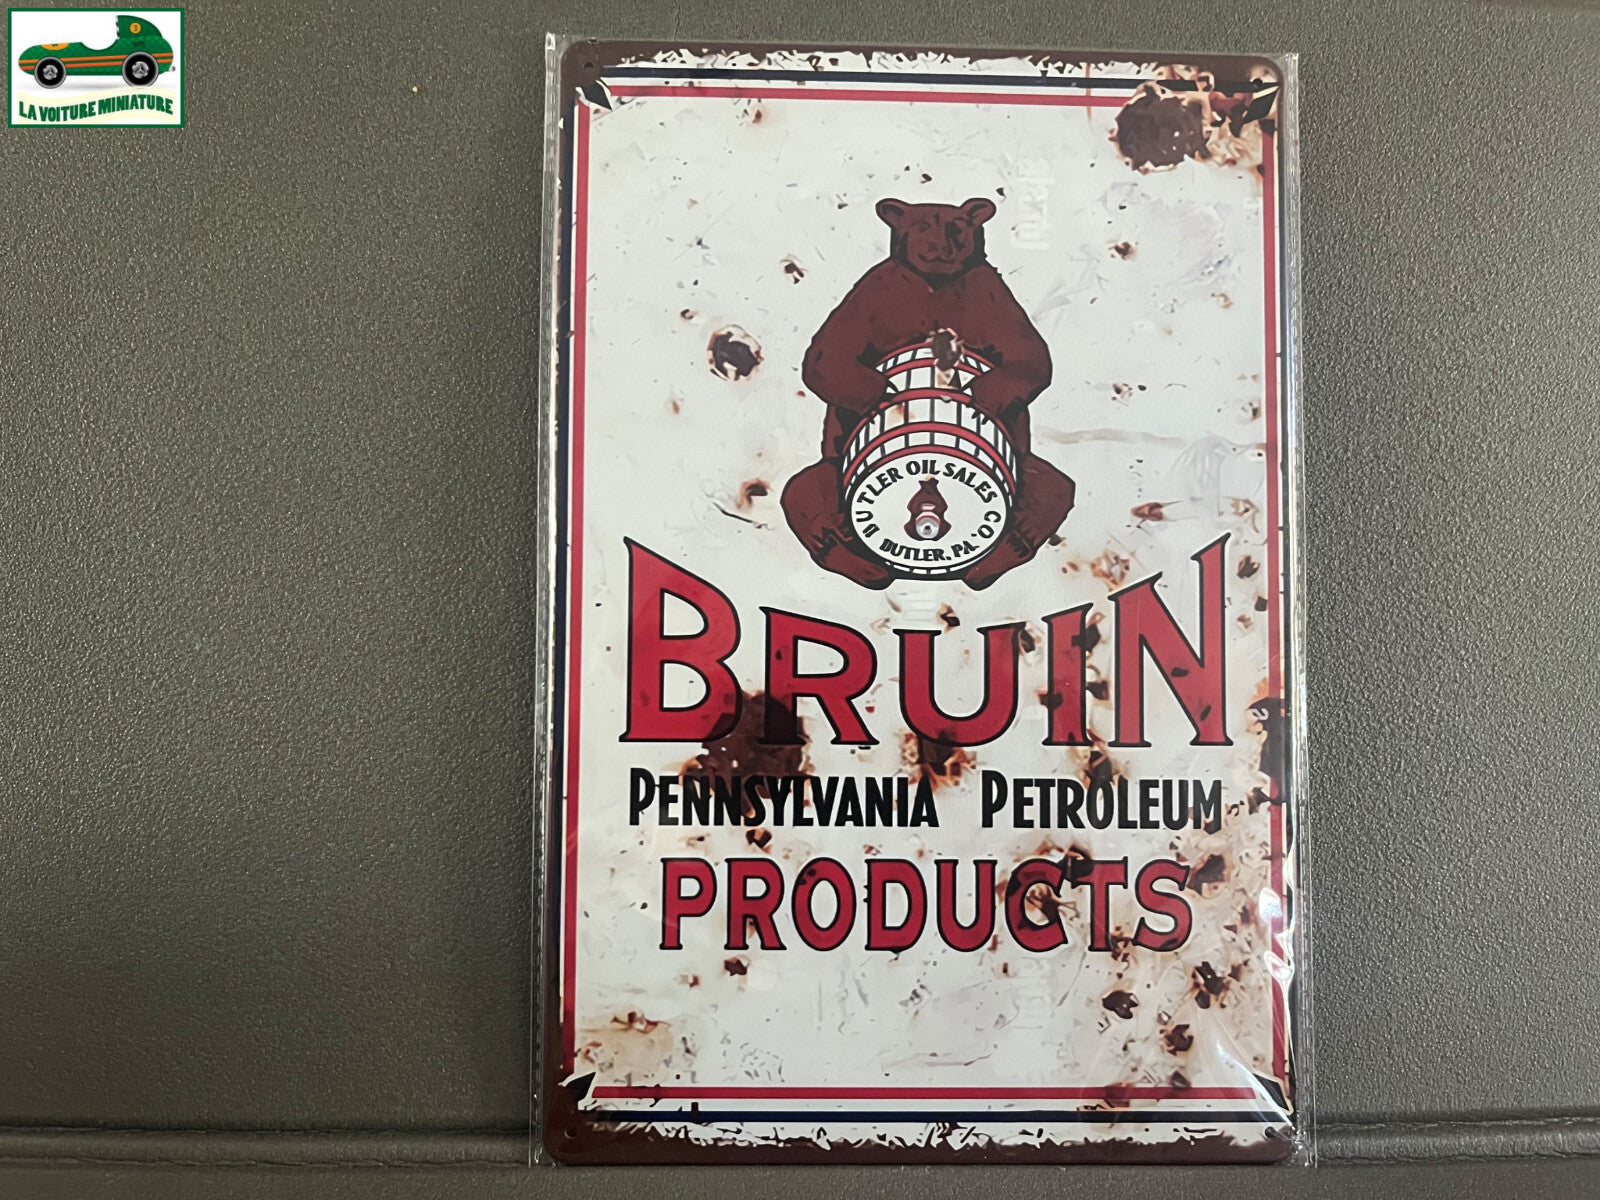 LA VOITURE MINIATURE
BUTLER OIL SALES CO.
BUTLER, PA.
BRUIN
PENNSYLVANIA PETROLEUM
PRODUCTS